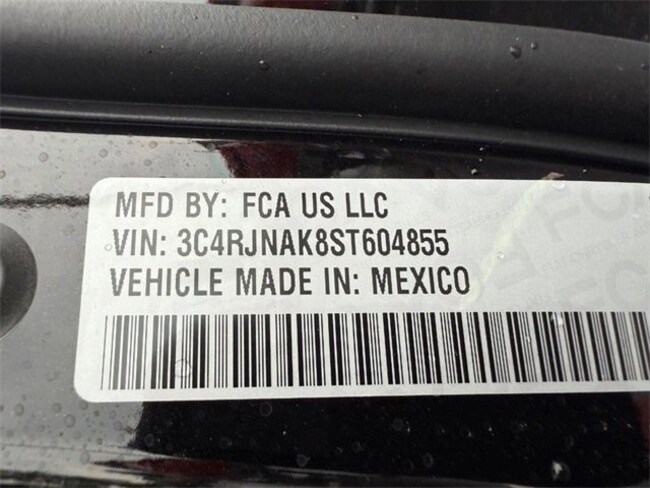 MFD BY: FCA US LLC
VIN: 3C4RJNAK8ST604855
VEHICLE MADE IN: MEXICO